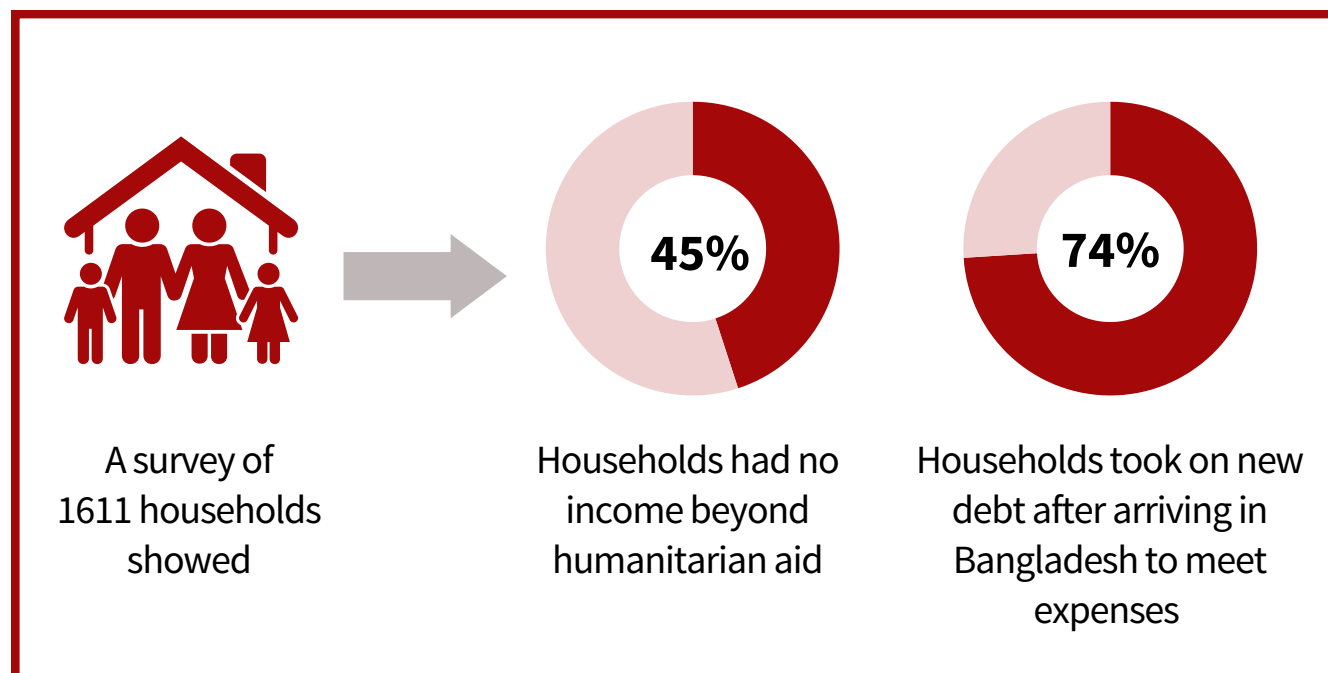 45%
74%
A survey of
1611 households
showed
Households had no
income beyond
humanitarian aid
Households took on new
debt after arriving in
Bangladesh to meet
expenses